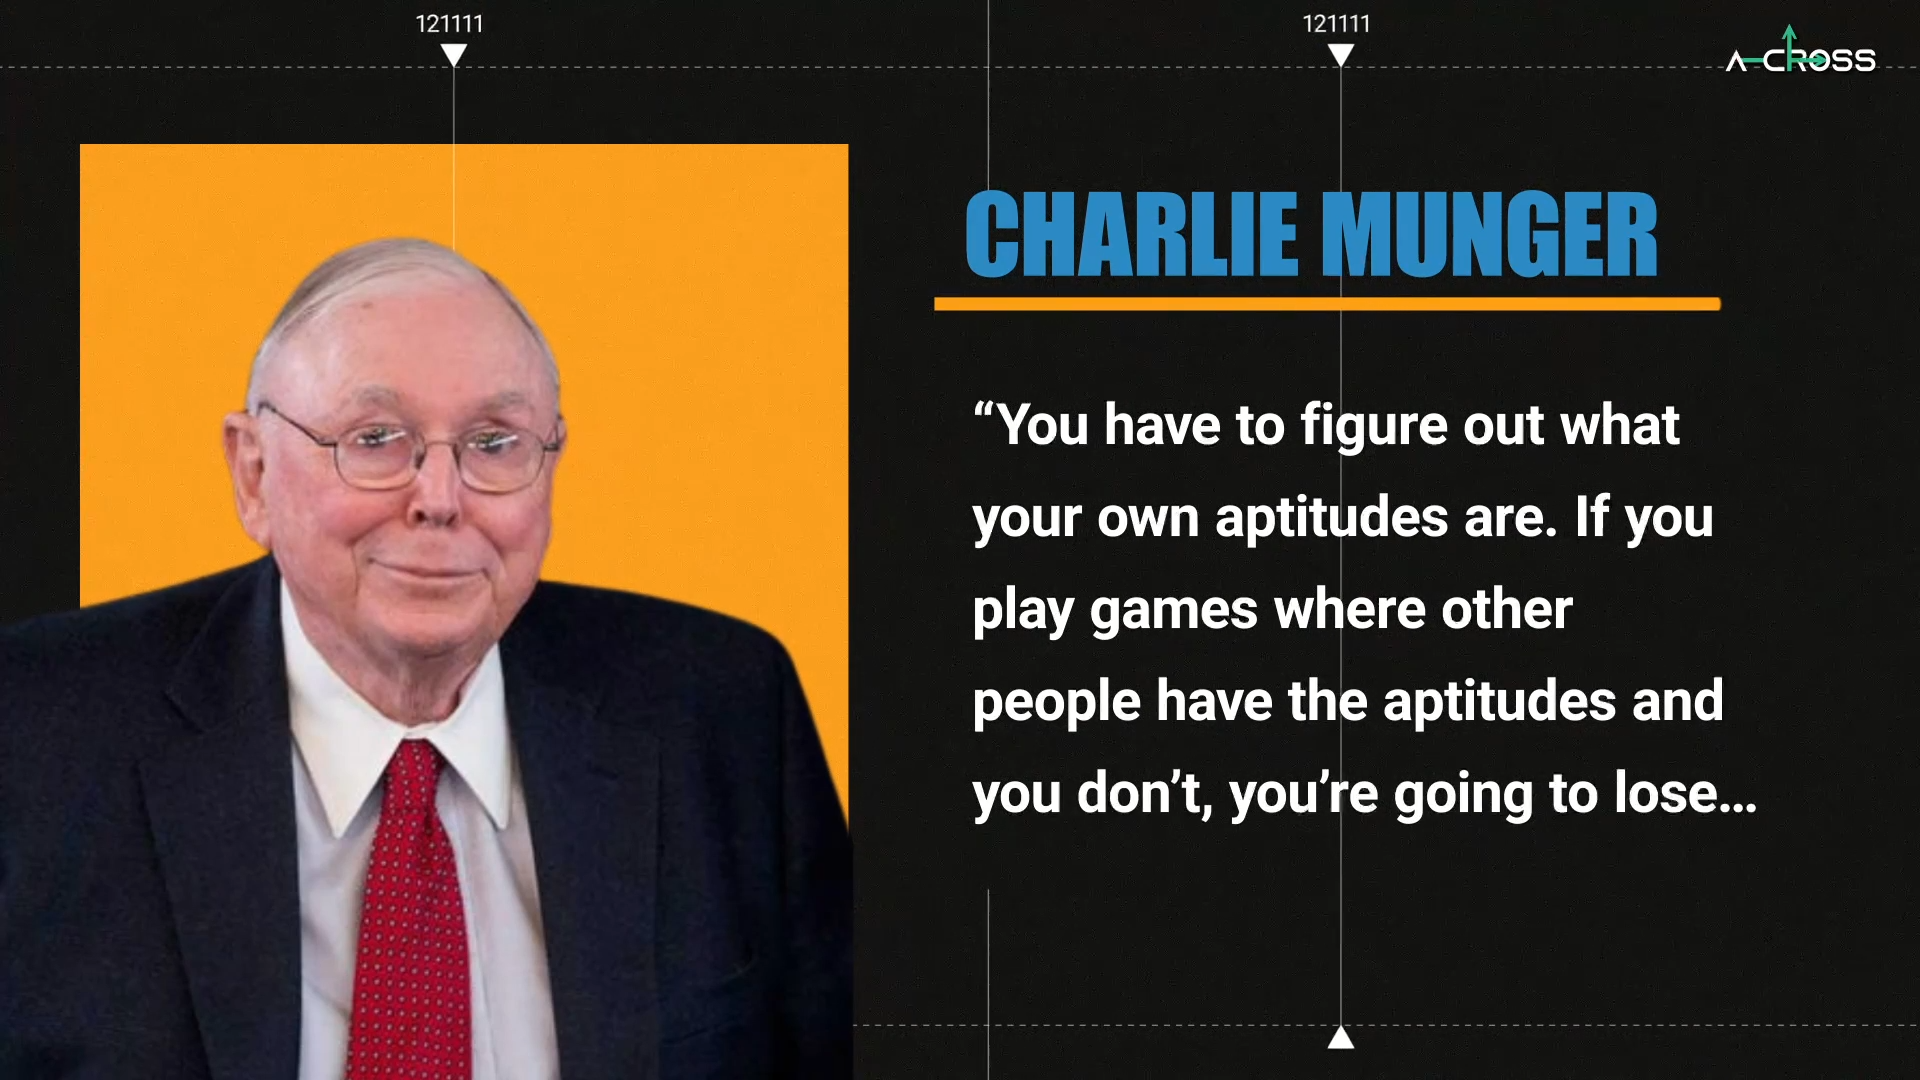 121111
121111
A-CROSS
CHARLIE MUNGER
“You have to figure out what
your own aptitudes are. If you
play games where other
people have the aptitudes and
you don’t, you’re going to lose...